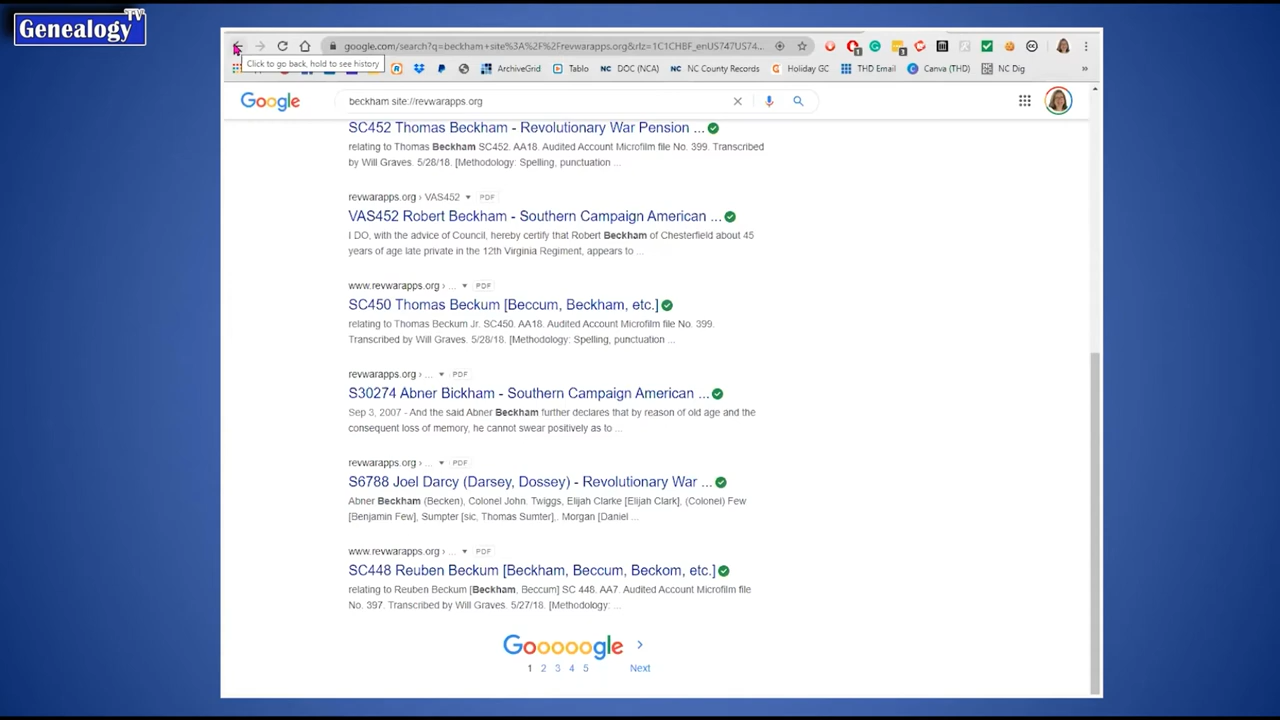 Genealogy TV
google.com/search?q=beckham+site%3A%2F%2Frevwarapps.org&rlz=1C1CHBF_enUS747US74...
Click to go back, hold to see history
ArchiveGrid Tablo NC DOC (NCA) NC NC County Records Holiday GC THD Email Canva (THD) NC NC Dig »
Google beckham site://revwarapps.org
SC452 Thomas Beckham - Revolutionary War Pension ...
relating to Thomas Beckham SC452. AA18. Audited Account Microfilm file No. 399. Transcribed
by Will Graves. 5/28/18. [Methodology: Spelling, punctuation ...
revwarapps.org › VAS452 PDF
VAS452 Robert Beckham - Southern Campaign American ...
I DO, with the advice of Council, hereby certify that Robert Beckham of Chesterfield about 45
years of age late private in the 12th Virginia Regiment, appears to ...
www.revwarapps.org › ... PDF
SC450 Thomas Beckum [Beccum, Beckham, etc.]
relating to Thomas Beckum Jr. SC450. AA18. Audited Account Microfilm file No. 399.
Transcribed by Will Graves. 5/28/18. [Methodology: Spelling, punctuation ...
revwarapps.org › ... PDF
S30274 Abner Bickham - Southern Campaign American ...
Sep 3, 2007 - And the said Abner Beckham further declares that by reason of old age and the
consequent loss of memory, he cannot swear positively as to ...
revwarapps.org › ... PDF
S6788 Joel Darcy (Darsey, Dossey) - Revolutionary War ...
Abner Beckham (Becken), Colonel John. Twiggs, Elijah Clarke [Elijah Clark], (Colonel) Few
[Benjamin Few], Sumpter [sic, Thomas Sumter],. Morgan [Daniel ...
www.revwarapps.org › ... PDF
SC448 Reuben Beckum [Beckham, Beccum, Beckom, etc.]
relating to Reuben Beckum [Beckham, Beccum] SC 448. AA7. Audited Account Microfilm file
No. 397. Transcribed by Will Graves. 5/27/18. [Methodology: ...
Gooooogle >
1 2 3 4 5 Next